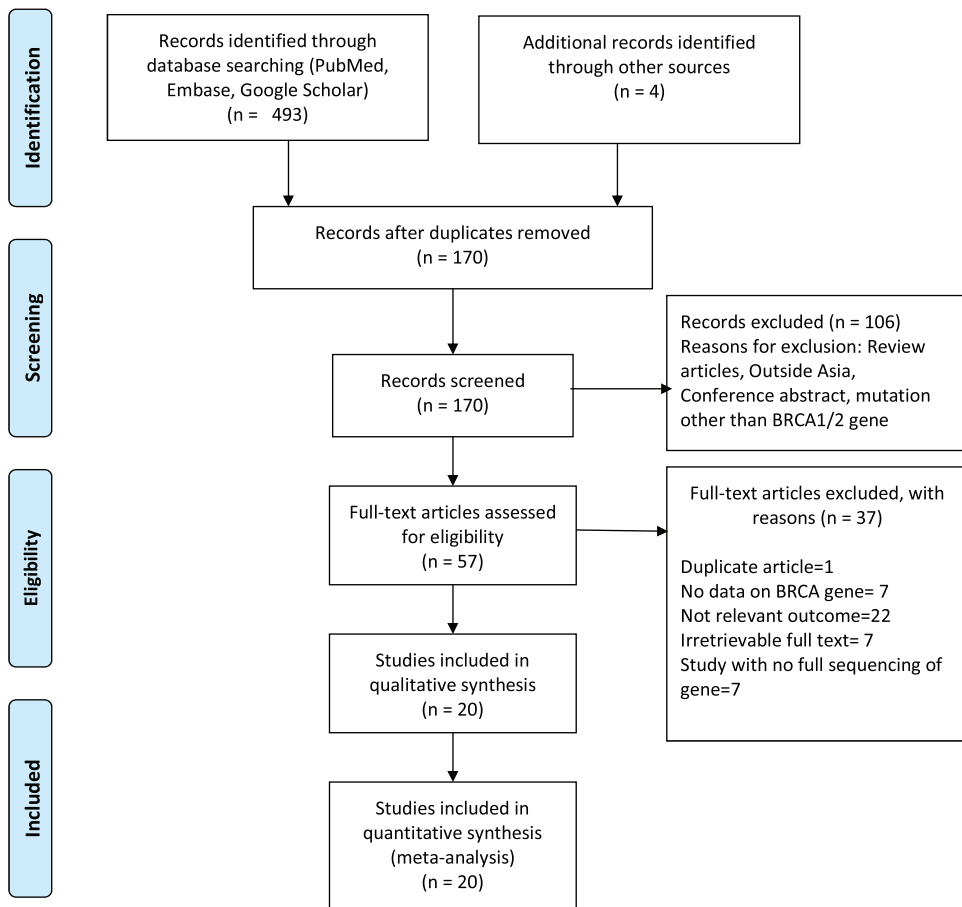 Identification
Records identified through
database searching (PubMed,
Embase, Google Scholar)
(n =   493)
Additional records identified
through other sources
(n = 4)
Records after duplicates removed
(n = 170)
Screening
Records screened
(n = 170)
Records excluded (n = 106)
Reasons for exclusion: Review
articles, Outside Asia,
Conference abstract, mutation
other than BRCA1/2 gene
Eligibility
Full-text articles assessed
for eligibility
(n = 57)
Full-text articles excluded, with
reasons (n = 37)
Duplicate article=1
No data on BRCA gene= 7
Not relevant outcome=22
Irretrievable full text= 7
Study with no full sequencing of
gene=7
Studies included in
qualitative synthesis
(n = 20)
Included
Studies included in
quantitative synthesis
(meta-analysis)
(n = 20)